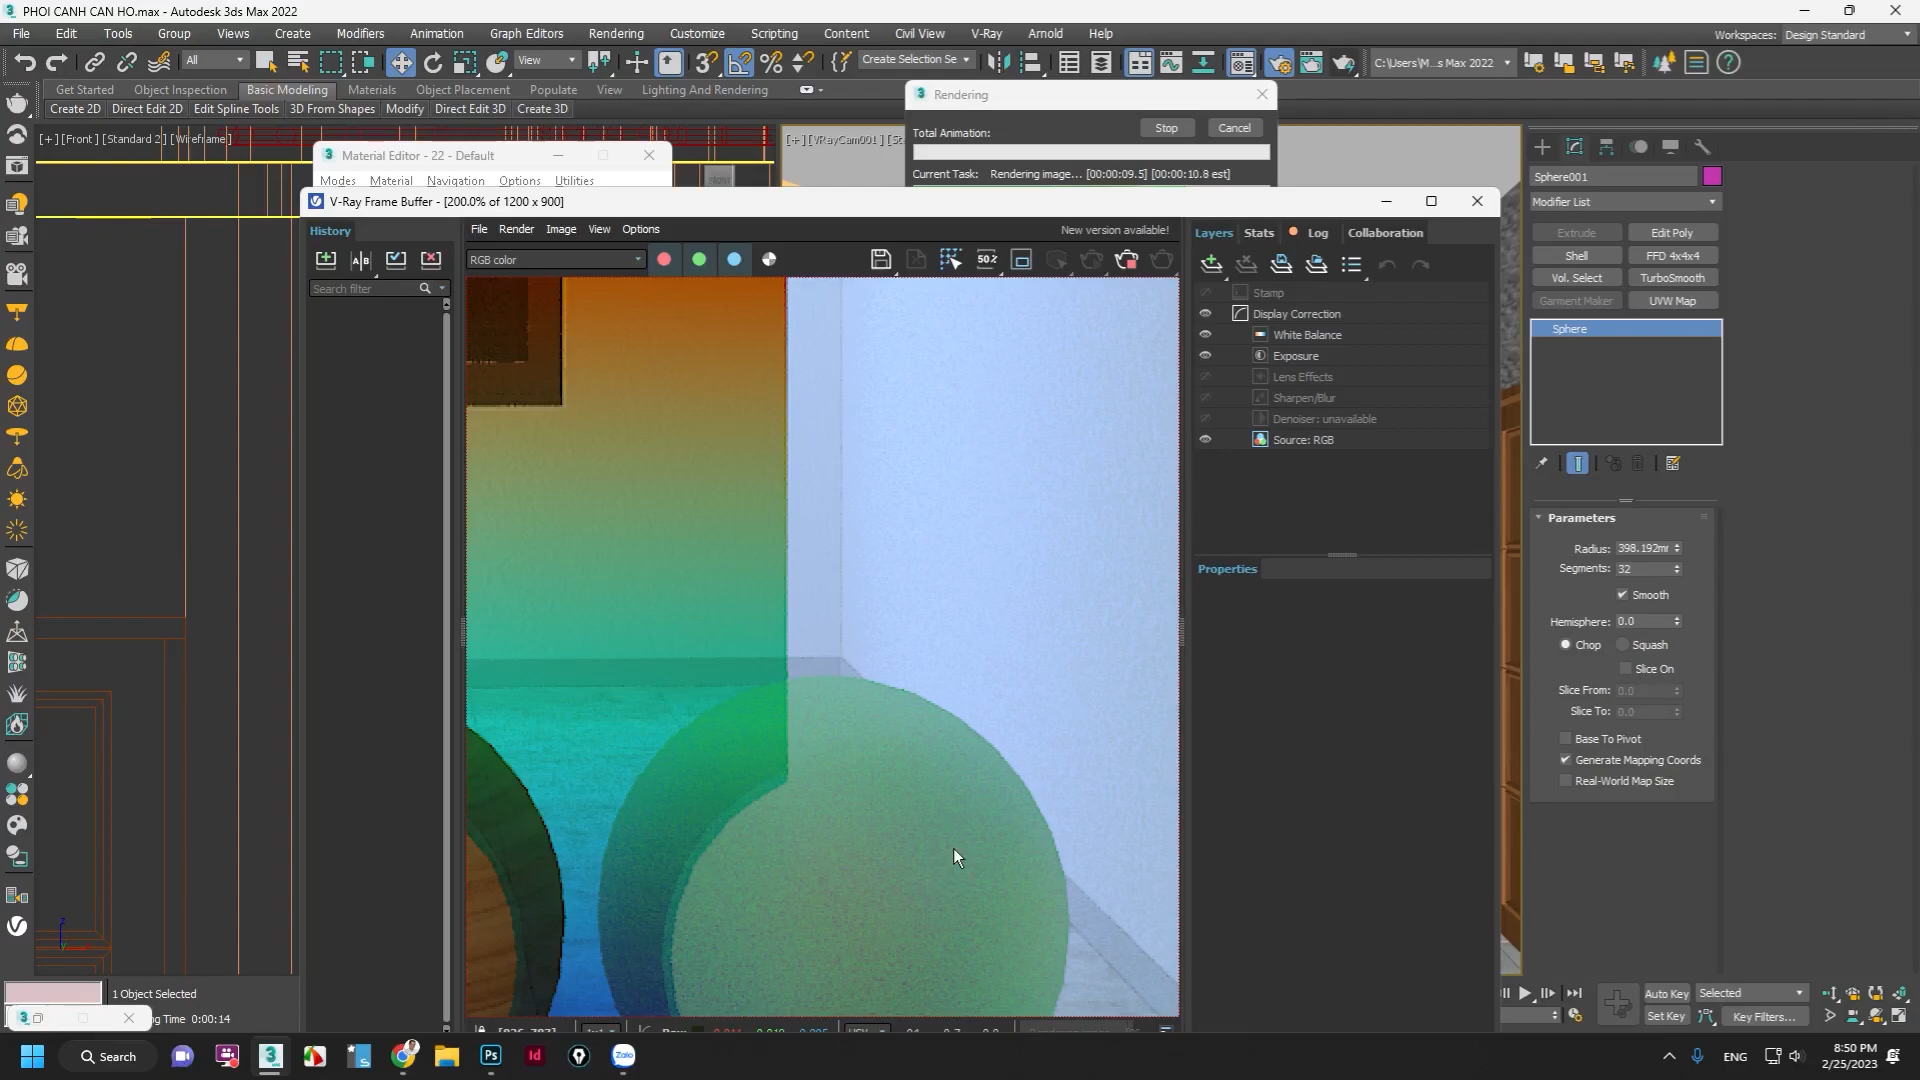 PHOI CANH CAN HO.max - Autodesk 3ds Max 2022
File Edit Tools Group Views Create Modifiers Animation Graph Editors Rendering Customize Scripting Content Civil View V-Ray Arnold Help
Workspaces: Design Standard
All View Create Selection Se C:\Users\M...s Max 2022
Get Started Object Inspection Basic Modeling Materials Object Placement Populate View Lighting And Rendering
Create 2D Direct Edit 2D Edit Spline Tools 3D From Shapes Modify Direct Edit 3D Create 3D
Rendering
Total Animation: Stop Cancel
Current Task: Rendering image... [00:00:09.5] [00:00:10.8 est]
[+] [Front] [Standard 2] [Wireframe]
[+] [VRayCam001]
FRONT
Material Editor - 22 - Default
Modes Material Navigation Options Utilities
V-Ray Frame Buffer - [200.0% of 1200 x 900]
History
Search filter
File Render Image View Options
New version available!
RGB color
50%
Layers Stats Log Collaboration
Stamp
Display Correction
White Balance
Exposure
Lens Effects
Sharpen/Blur
Denoiser: unavailable
Source: RGB
Properties
Sphere001
Modifier List
Extrude Edit Poly
Shell FFD 4x4x4
Vol. Select TurboSmooth
Garment Maker UVW Map
Sphere
Parameters
Radius: 398.192mr
Segments: 32
Smooth
Hemisphere: 0.0
Chop Squash
Slice On
Slice From: 0.0
Slice To: 0.0
Base To Pivot
Generate Mapping Coords
Real-World Map Size
1 Object Selected
ng Time 0:00:14
Auto Key Selected
Set Key Key Filters...
Search
ENG
8:50 PM
2/25/2023